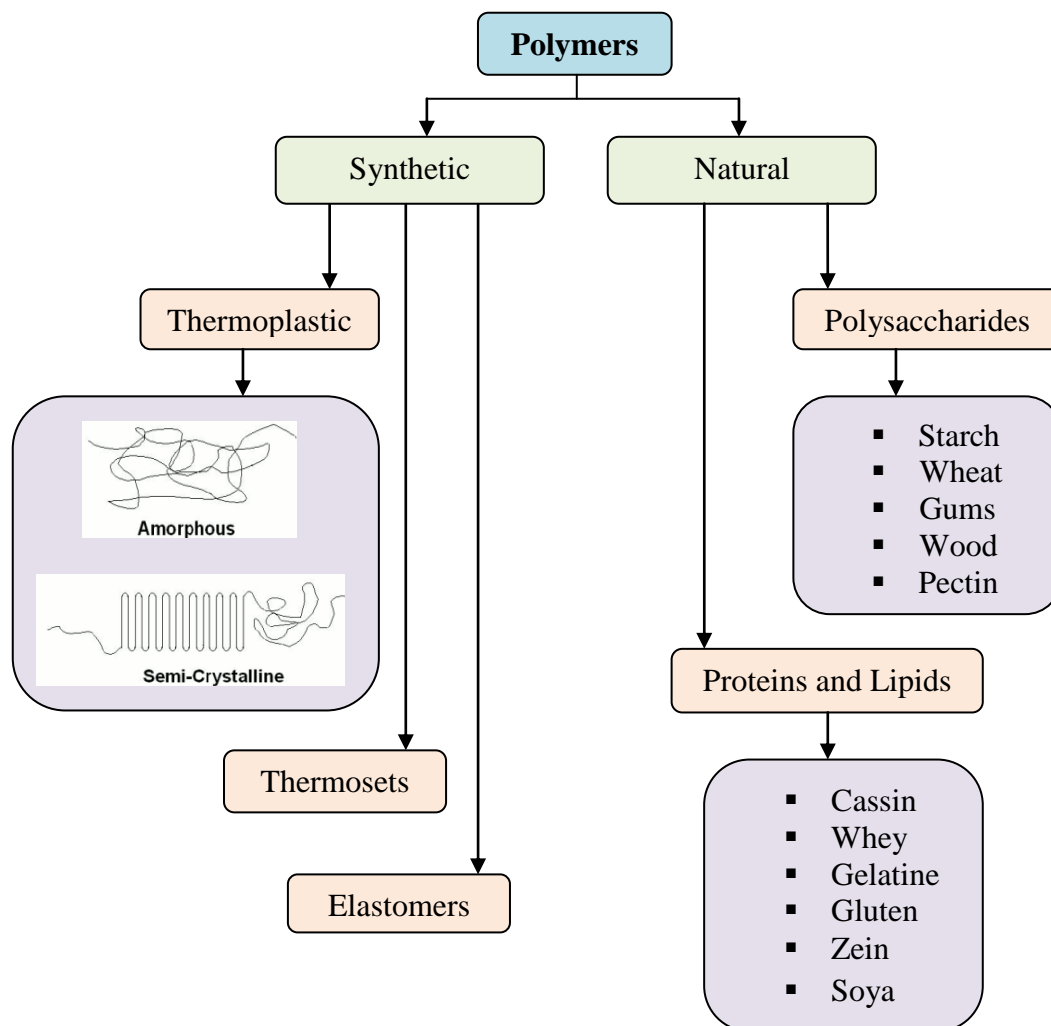 Polymers
Synthetic
Natural
Thermoplastic
Polysaccharides
Amorphous
Semi-Crystalline
▪ Starch
▪ Wheat
▪ Gums
▪ Wood
▪ Pectin
Proteins and Lipids
Thermosets
▪ Cassin
▪ Whey
▪ Gelatine
▪ Gluten
▪ Zein
▪ Soya
Elastomers